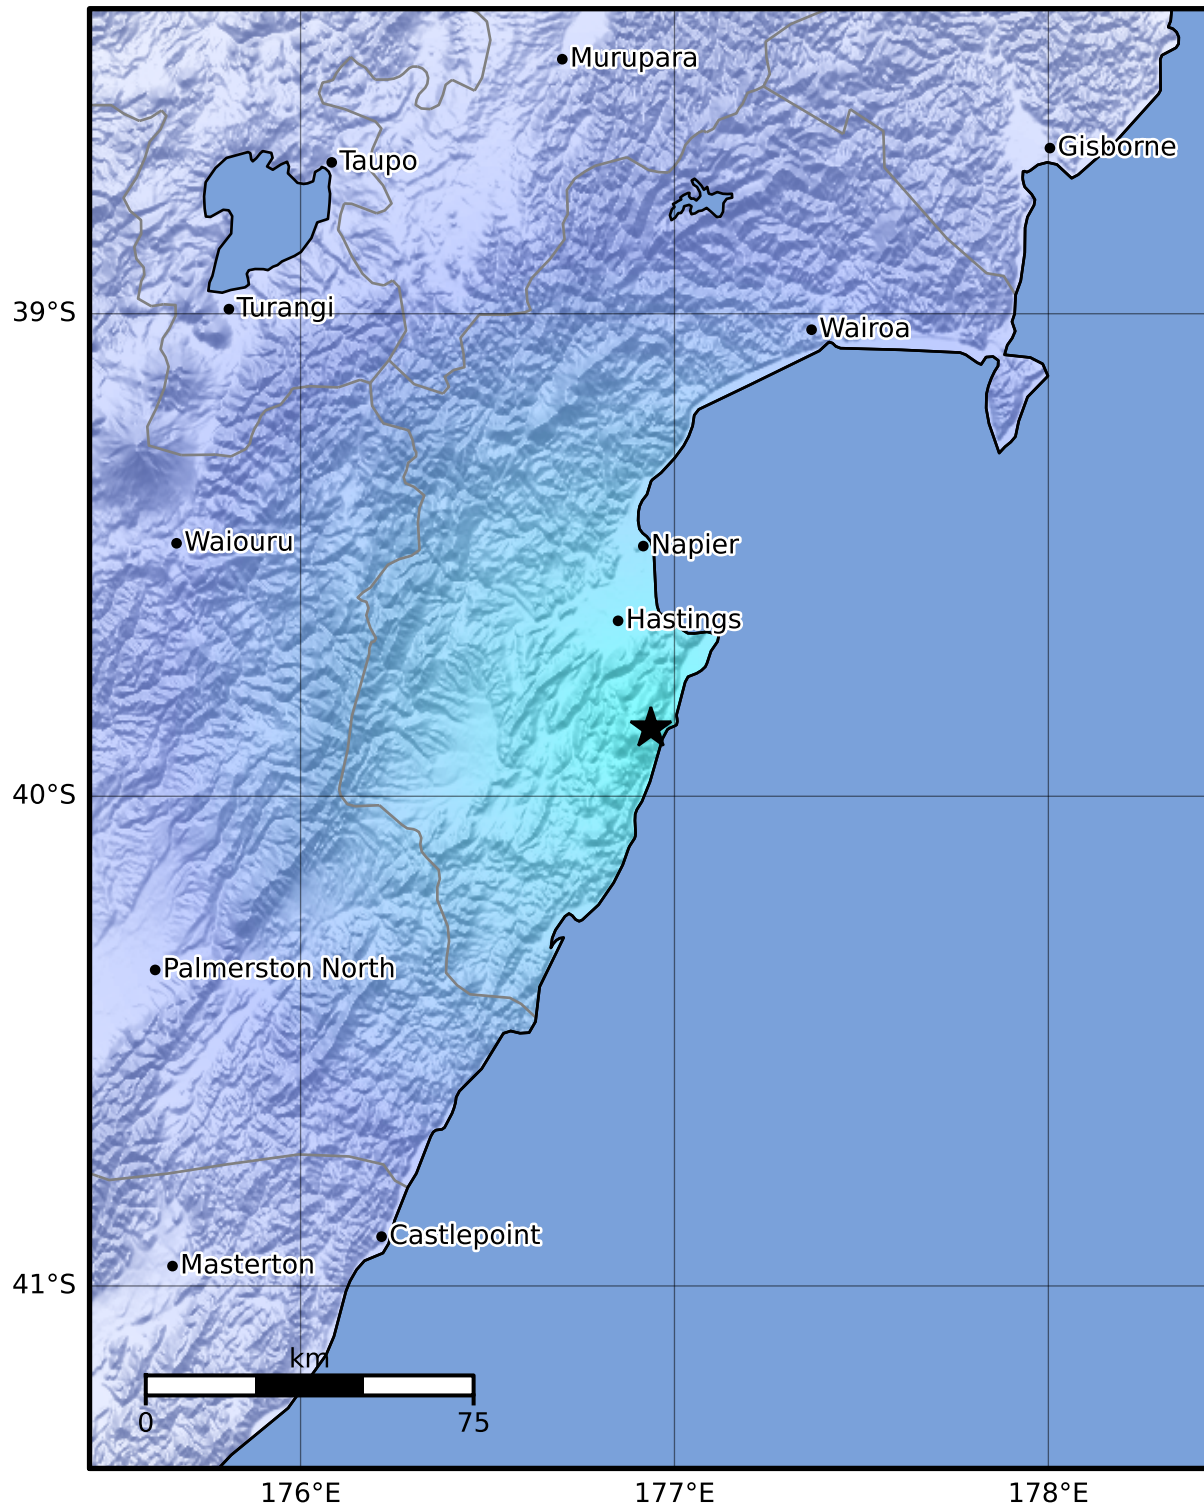 Murupara
Gisborne
Taupo
Turangi
39°S
Wairoa
Waiouru
Napier
Hastings
40°S
Palmerston North
Castlepoint
Masterton
41°S
km
0 75
176°E 177°E 178°E